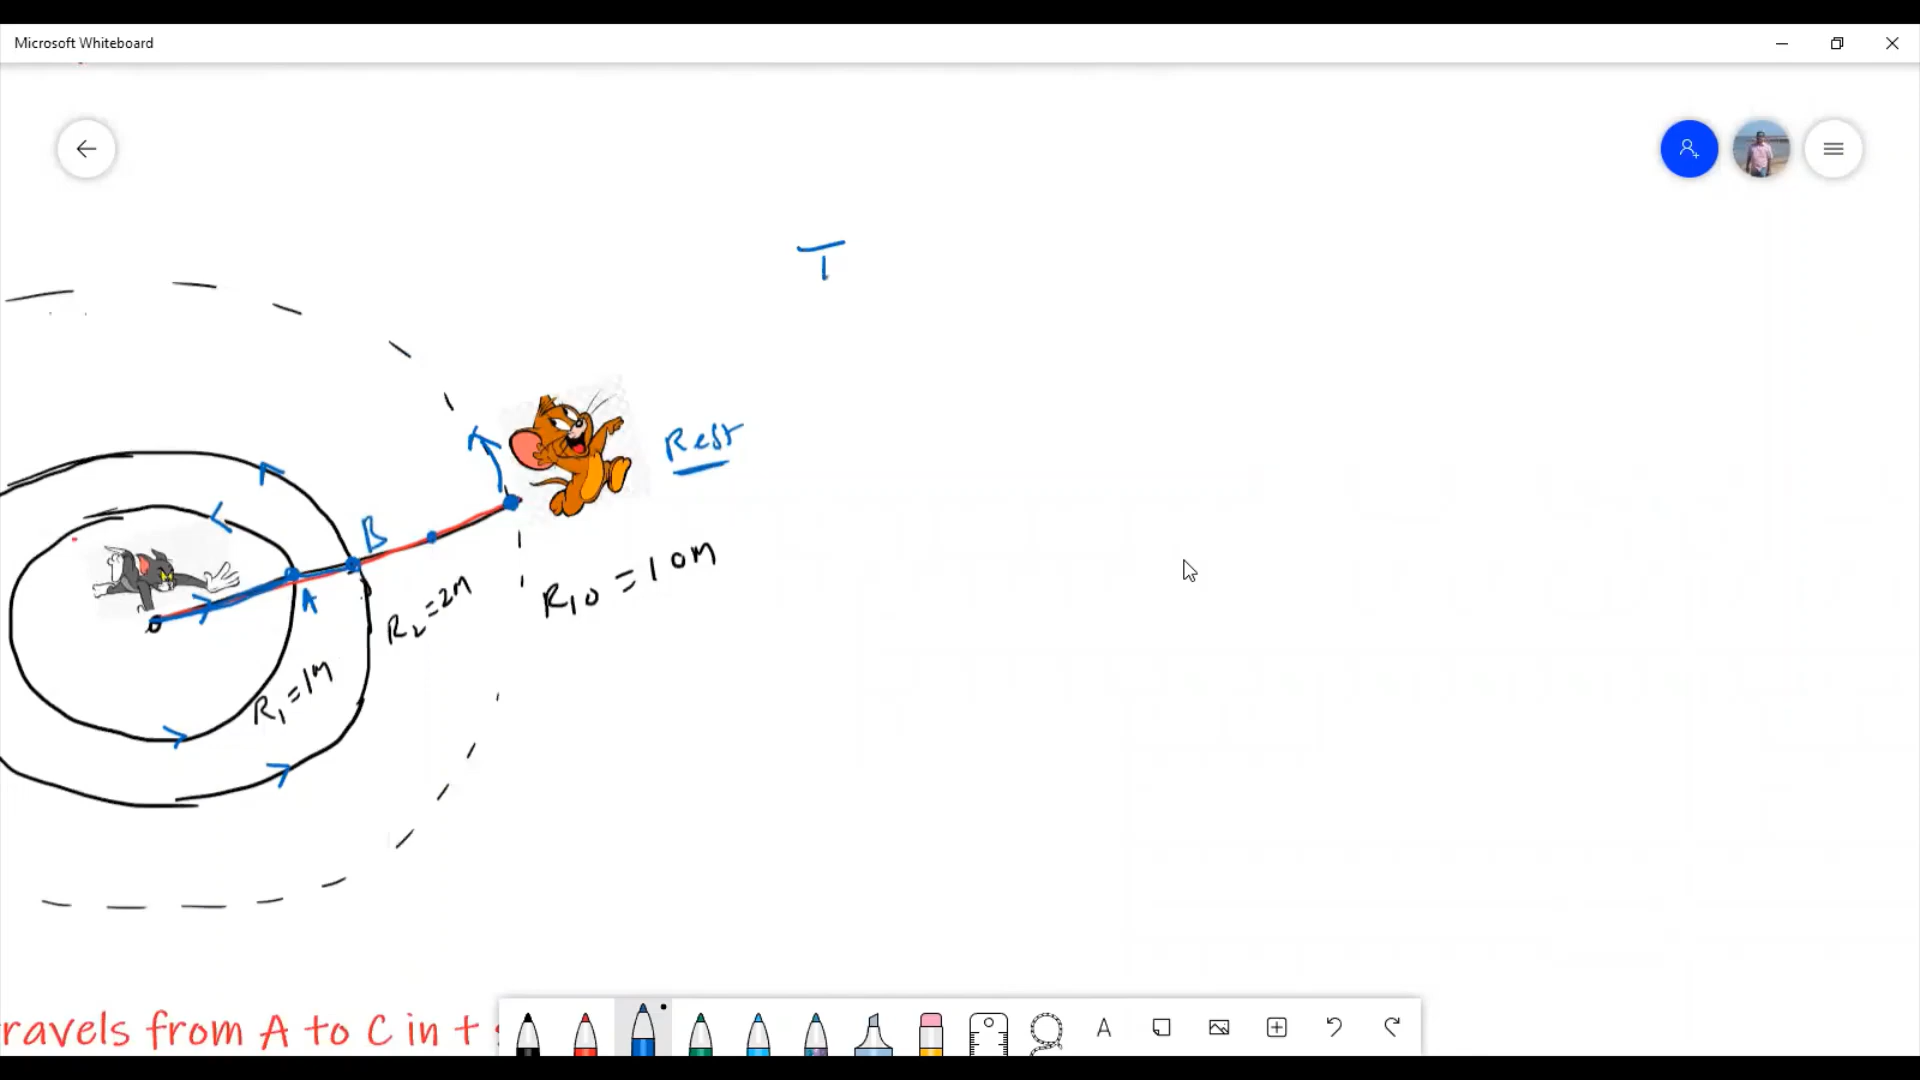 Microsoft Whiteboard
T
Rest
B
A
R10 = 10M
R2 = 2M
R1 = 1M
ravels from A to C in t
A